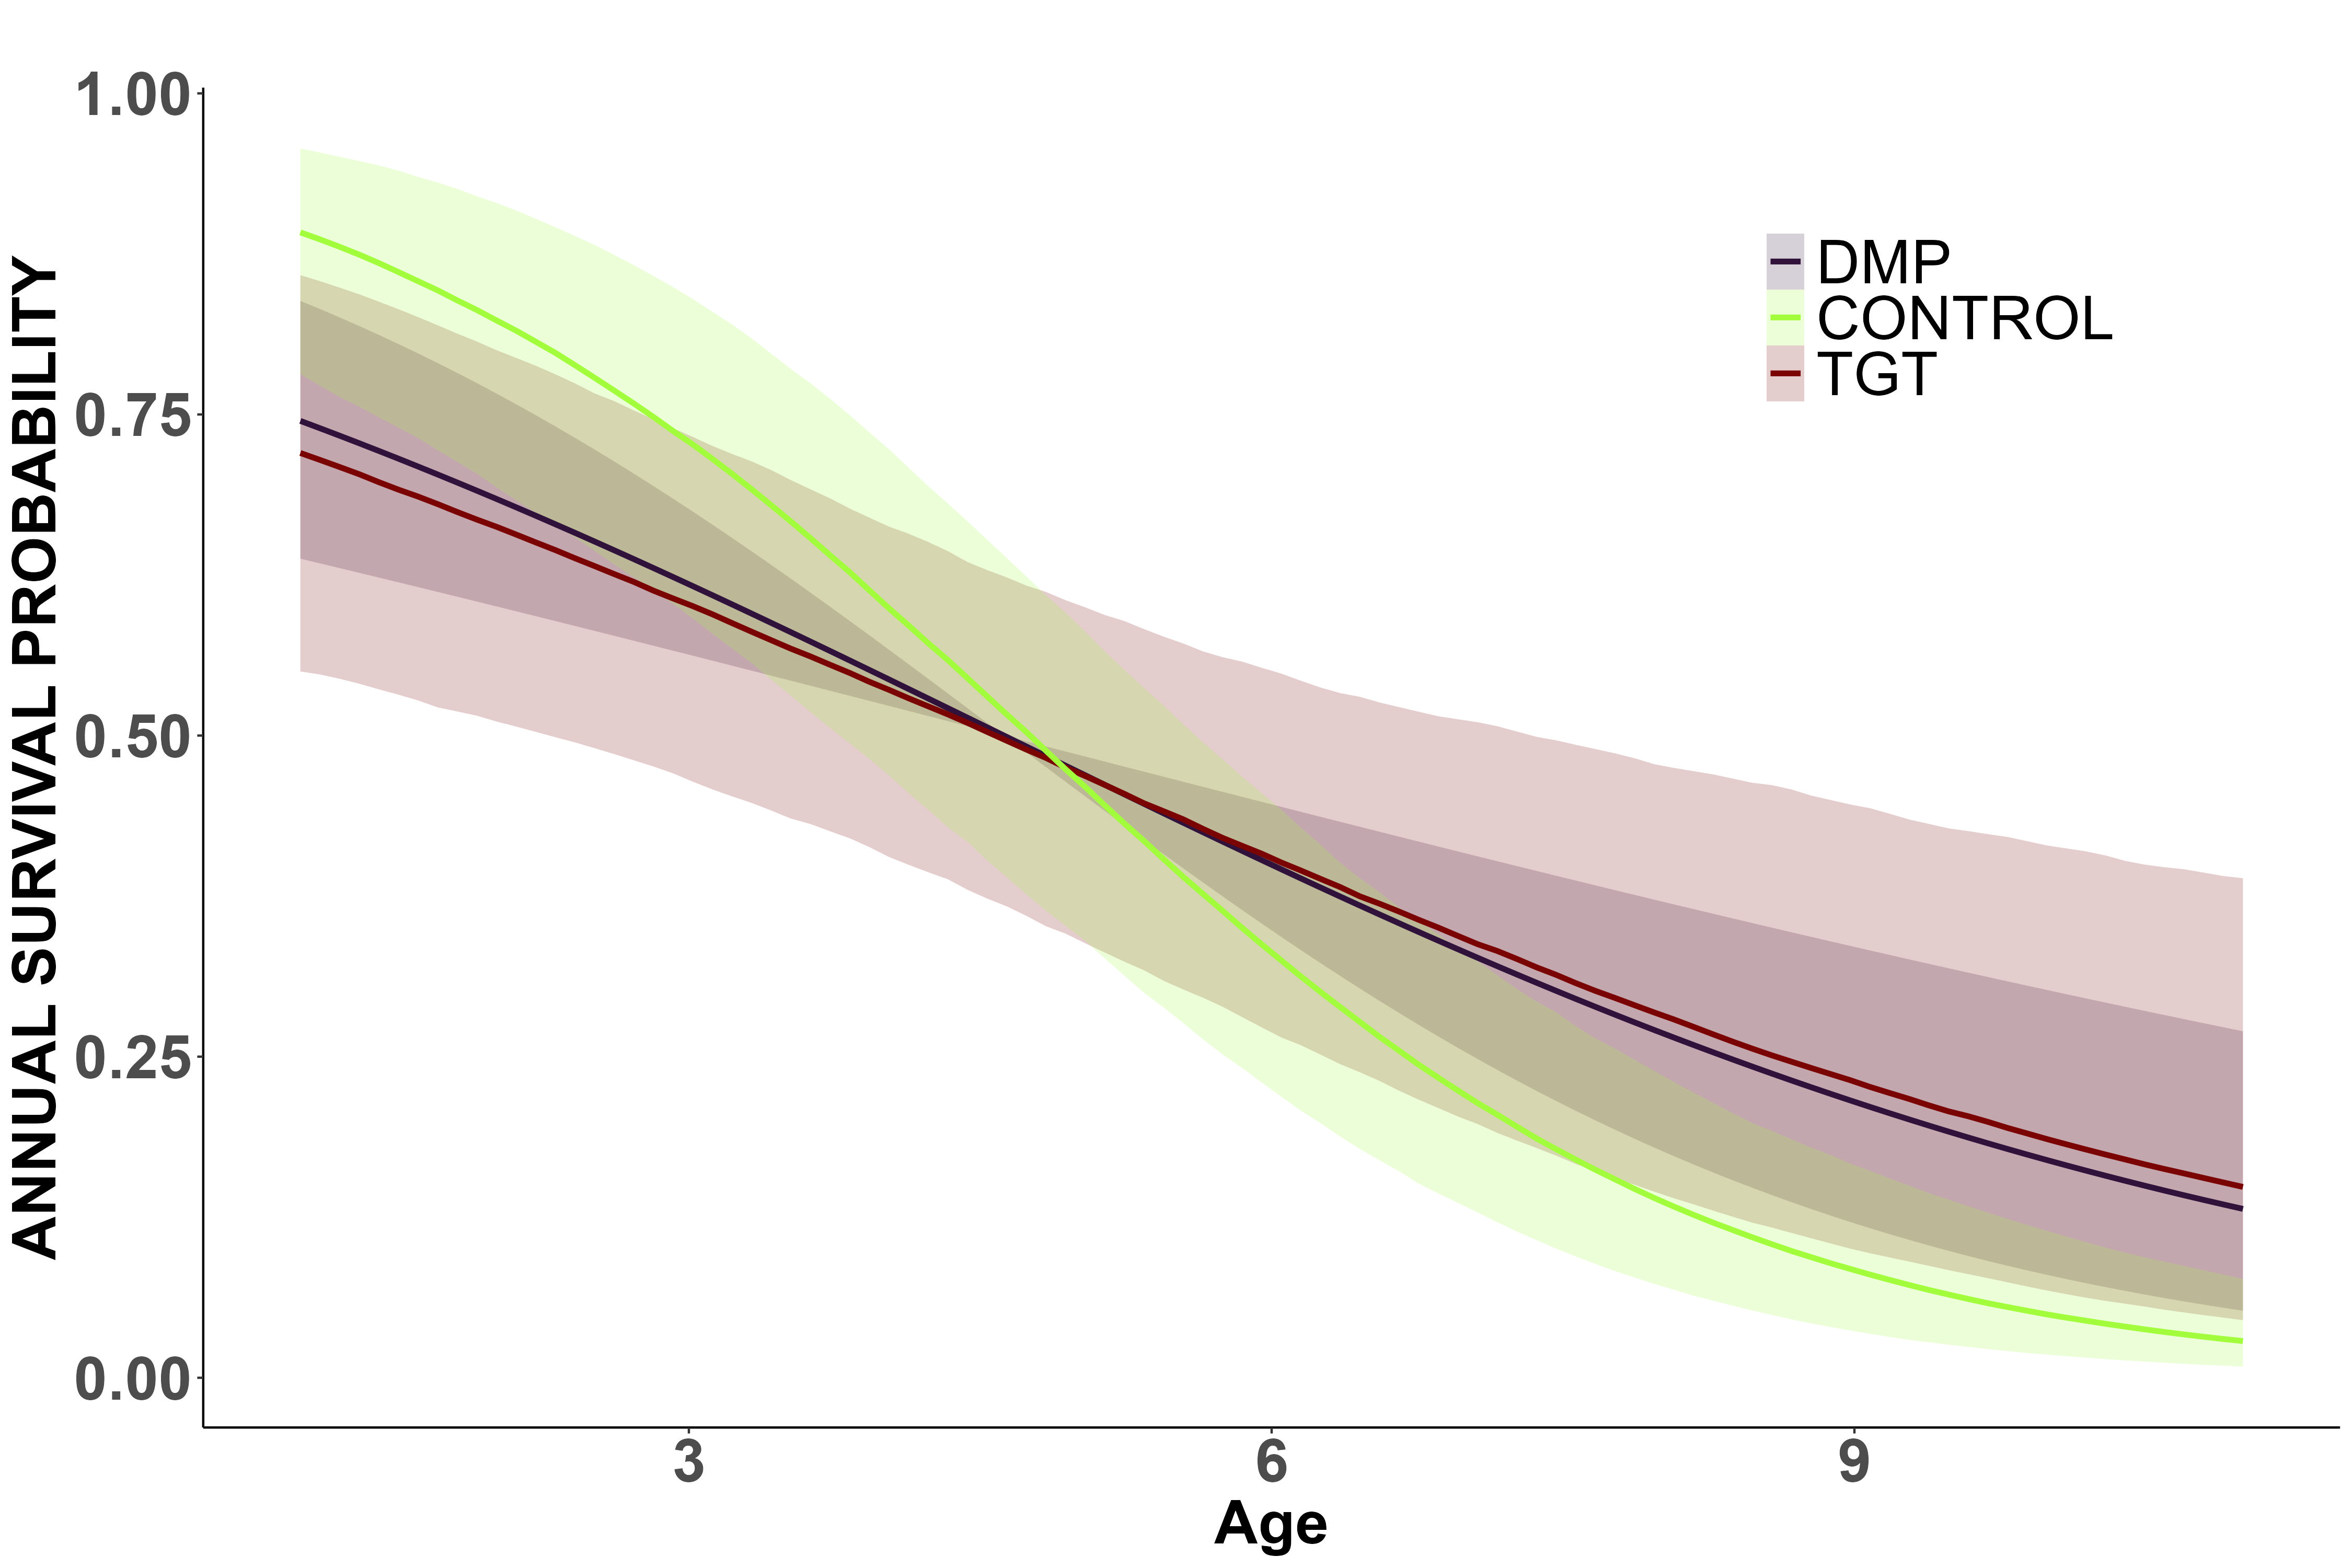 1.00
0.75
0.50
0.25
0.00
ANNUAL SURVIVAL PROBABILITY
DMP
CONTROL
TGT
3
6
9
Age